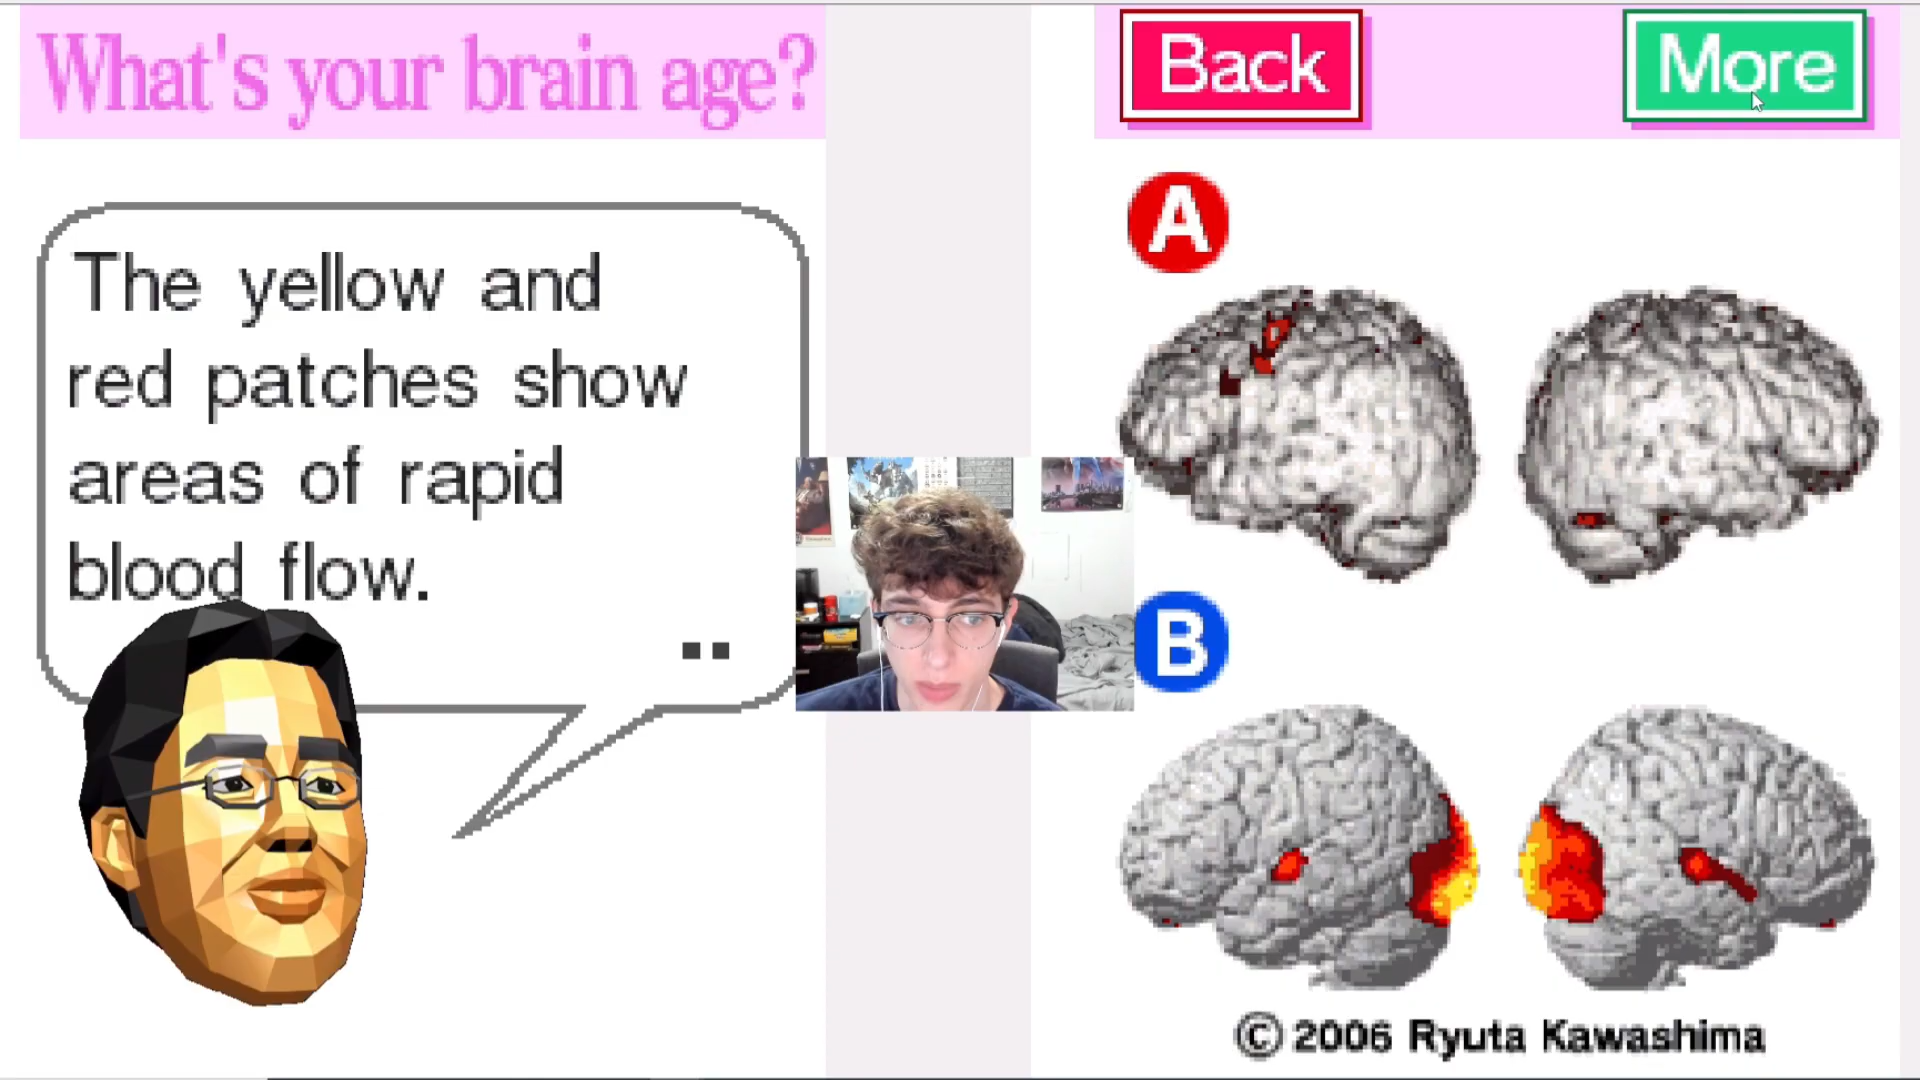 What's your brain age?
Back
More
The yellow and
red patches show
areas of rapid
blood flow.
A
B
© 2006 Ryuta Kawashima